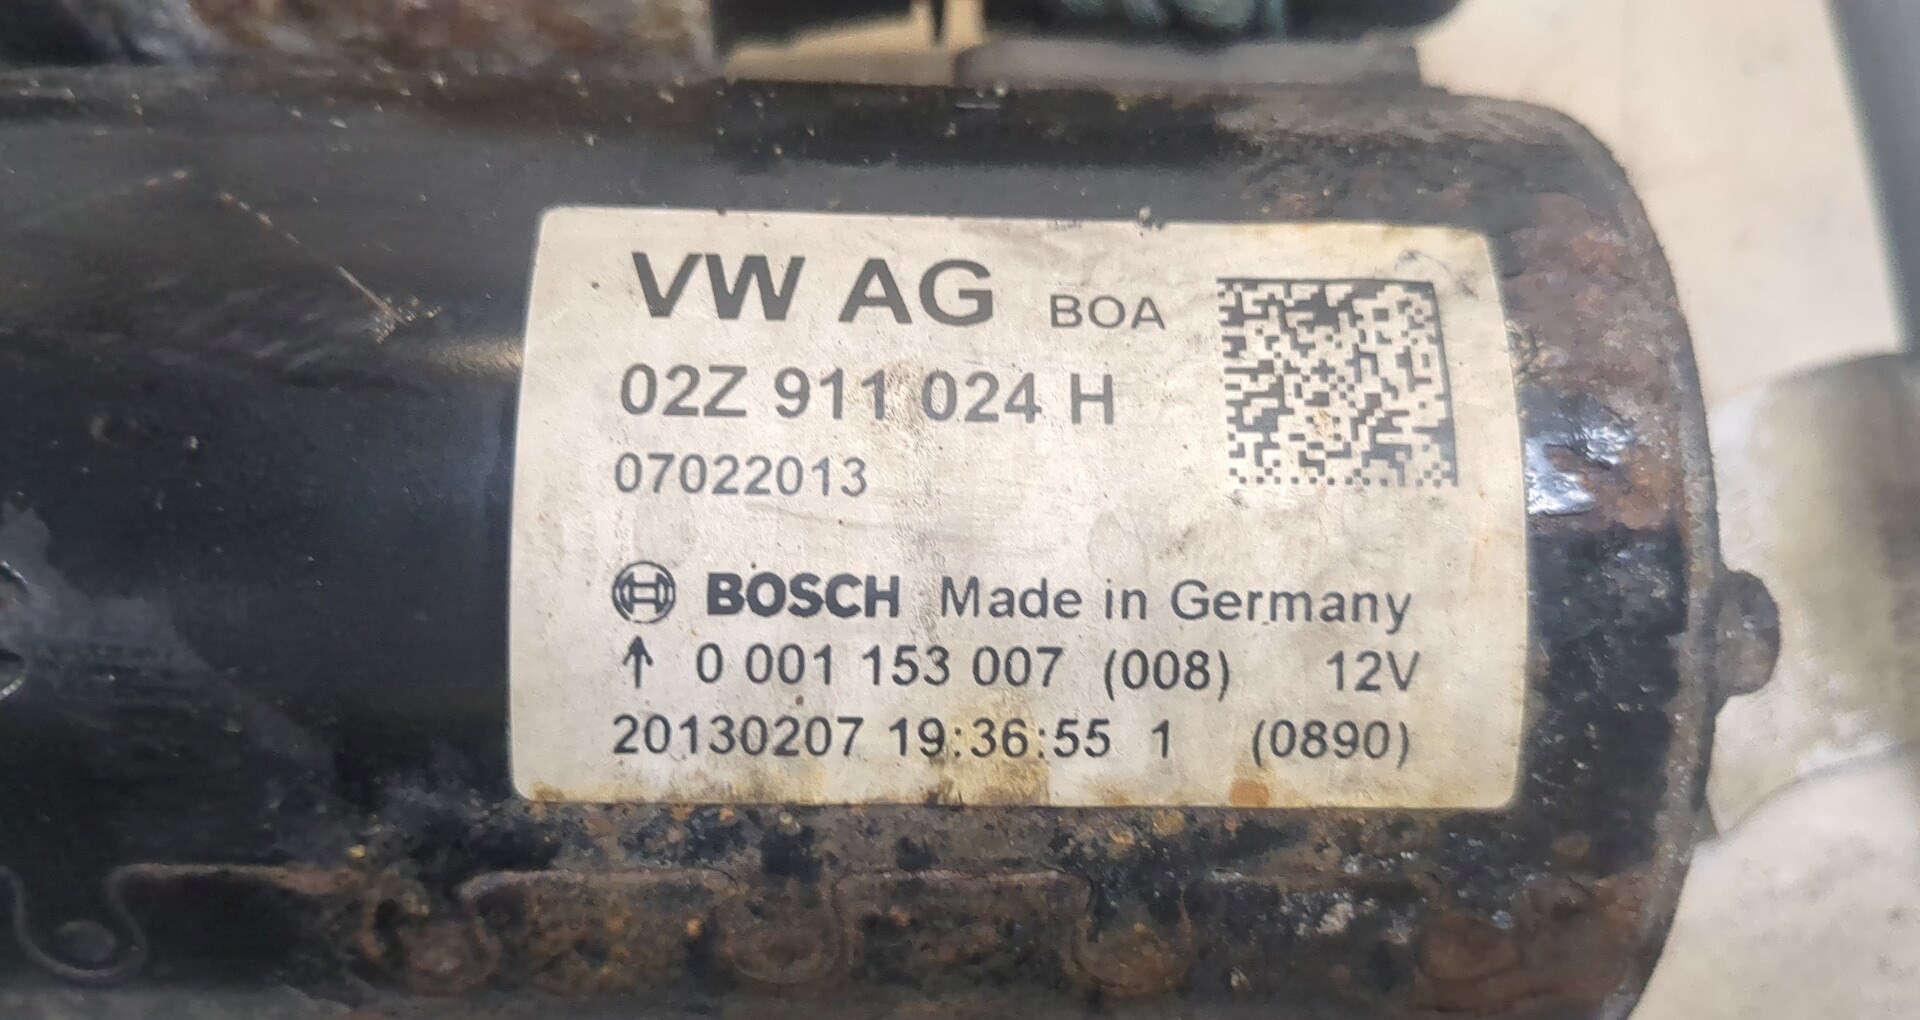 VW AG BOA
02Z 911 024 H
07022013
BOSCH Made in Germany
↑ 0 001 153 007 (008) 12V
20130207 19:36:55 1 (0890)